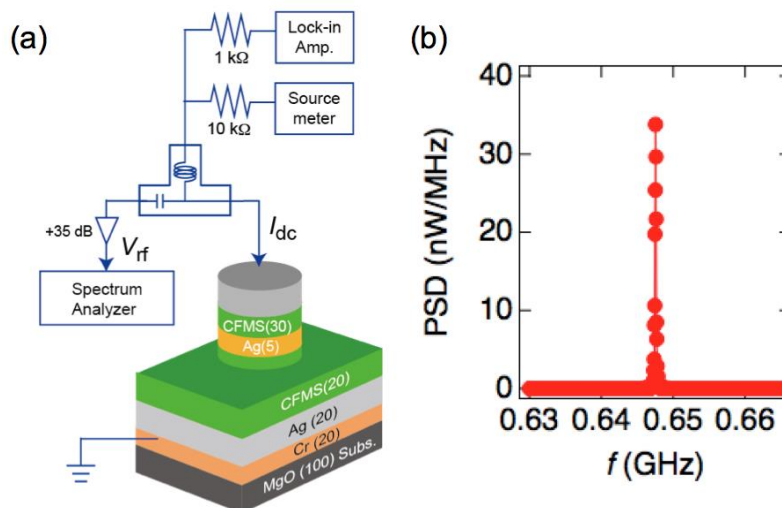 (a)
Lock-in
Amp.
1 kΩ
Source
meter
10 kΩ
+35 dB
Vrf
Idc
Spectrum
Analyzer
CFMS(30)
Ag(5)
CFMS(20)
Ag (20)
Cr (20)
MgO (100) Subs.
(b)
PSD (nW/MHz)
40
30
20
10
0
0.63 0.64 0.65 0.66
f (GHz)